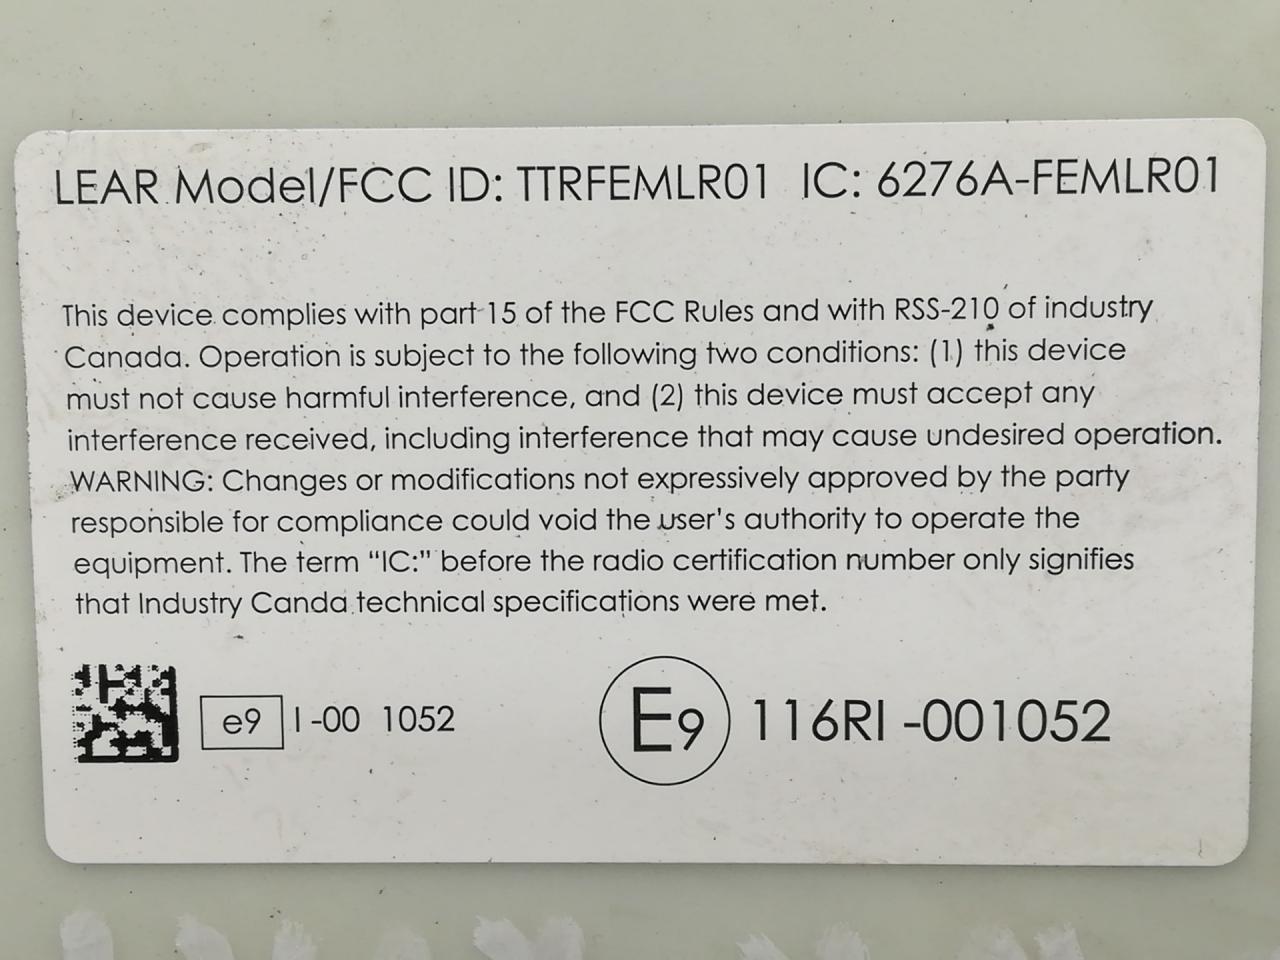 LEAR Model/FCC ID: TTRFEMLR01 IC: 6276A-FEMLR01
This device complies with part 15 of the FCC Rules and with RSS-210 of industry
Canada. Operation is subject to the following two conditions: (1) this device
must not cause harmful interference, and (2) this device must accept any
interference received, including interference that may cause undesired operation.
WARNING: Changes or modifications not expressively approved by the party
responsible for compliance could void the user's authority to operate the
equipment. The term “IC:” before the radio certification number only signifies
that Industry Canda technical specifications were met.
e9 I -00 1052 E9 116RI -001052